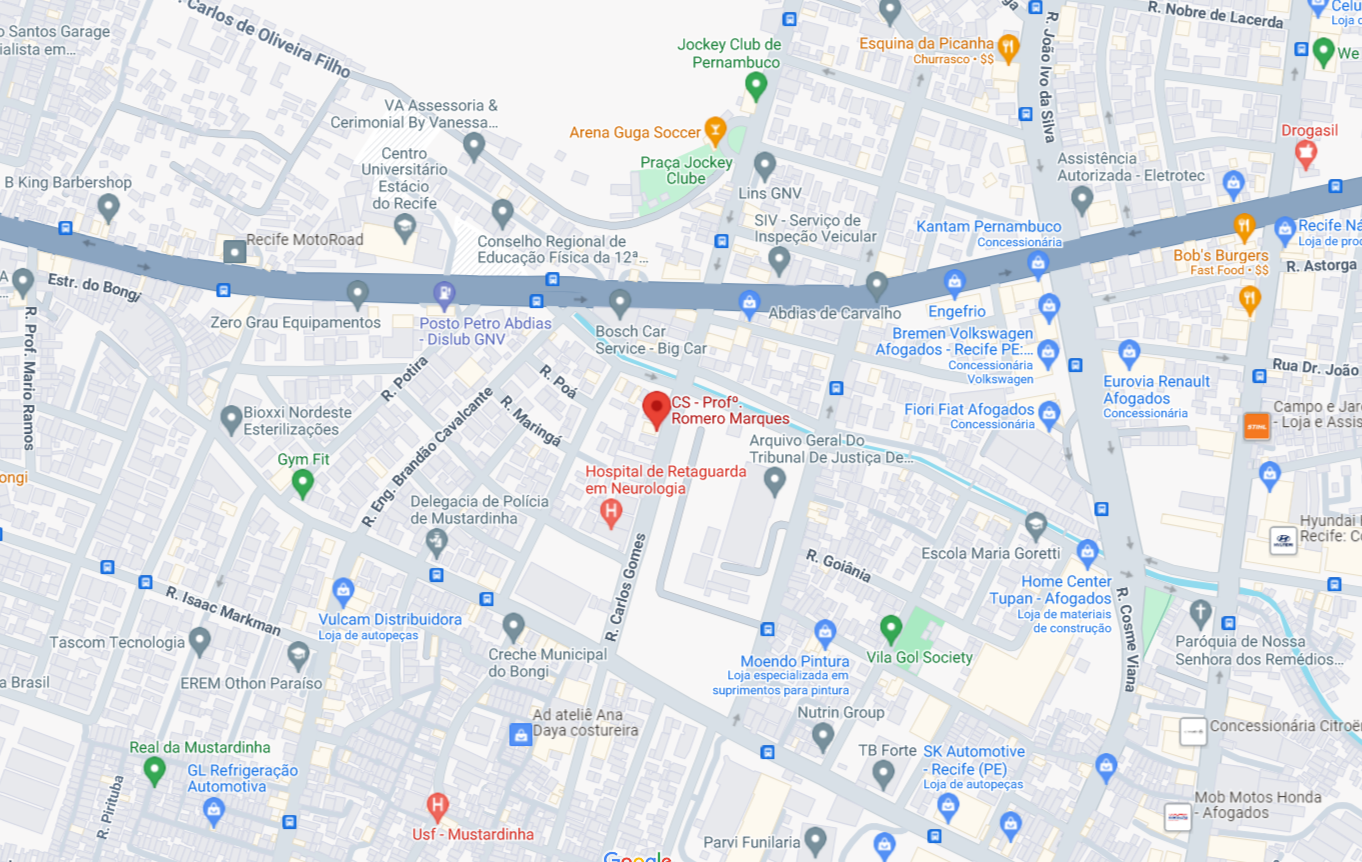 R. Carlos de Oliveira Filho
R. Nobre de Lacerda
Loja d
o Santos Garage
ialista em...
Jockey Club de
Pernambuco
Esquina da Picanha
Churrasco • $$
R. João Ivo da Silva
We
VA Assessoria &
Cerimonial By Vanessa...
Arena Guga Soccer
Drogasil
Centro
Universitário
Estácio
do Recife
Praça Jockey
Clube
Assistência
Autorizada - Eletrotec
B King Barbershop
Lins GNV
SIV - Serviço de
Inspeção Veicular
Kantam Pernambuco
Concessionária
Recife Ná
Loja de pro
Recife MotoRoad
Conselho Regional de
Educação Física da 12ª...
Bob's Burgers
Fast Food • $$
R. Astorga
A
Estr. do Bongi
Zero Grau Equipamentos
Posto Petro Abdias
- Dislub GNV
Bosch Car
Service - Big Car
Abdias de Carvalho
Engefrio
Bremen Volkswagen
Afogados - Recife PE:...
Concessionária
Volkswagen
R. Prof. Mario Ramos
R. Potira
R. Poá
R. Maringá
R. Eng. Brandão Cavalcante
Rua Dr. João
Eurovia Renault
Afogados
Concessionária
Bioxxi Nordeste
Esterilizações
CS - Profº.
Romero Marques
Fiori Fiat Afogados
Concessionária
STIHL
Campo e Jar
- Loja e Assis
Arquivo Geral Do
Tribunal De Justiça De...
Gym Fit
ongi
Hospital de Retaguarda
em Neurologia
Delegacia de Polícia
de Mustardinha
Escola Maria Goretti
HYUNDAI
Recife: Co
R. Goiânia
R. Carlos Gomes
Home Center
Tupan - Afogados
Loja de materiais
de construção
R. Cosme Viana
R. Isaac Markman
Vulcam Distribuidora
Loja de autopeças
Tascom Tecnologia
Creche Municipal
do Bongi
Moendo Pintura
Loja especializada em
suprimentos para pintura
Vila Gol Society
Paróquia de Nossa
Senhora dos Remédios...
a Brasil
EREM Othon Paraíso
Ad ateliê Ana
Daya costureira
Nutrin Group
Concessionária Citroën
Real da Mustardinha
GL Refrigeração
Automotiva
TB Forte
SK Automotive
- Recife (PE)
Loja de autopeças
R. Pirituba
Usf - Mustardinha
Mob Motos Honda
- Afogados
Parvi Funilaria
Google